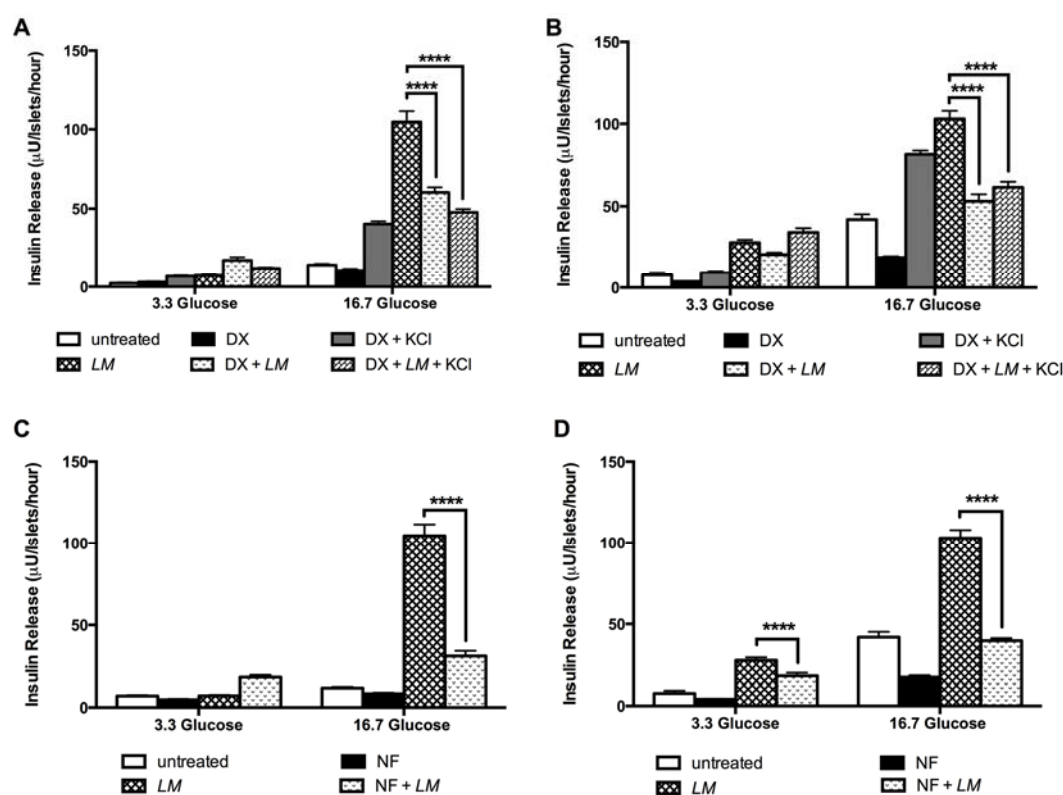 A
Insulin Release (μU/Islets/hour)
150
100
50
0
****
****
3.3 Glucose
16.7 Glucose
untreated
DX
DX + KCl
LM
DX + LM
DX + LM + KCl
B
Insulin Release (μU/Islets/hour)
150
100
50
0
****
****
3.3 Glucose
16.7 Glucose
untreated
DX
DX + KCl
LM
DX + LM
DX + LM + KCl
C
Insulin Release (μU/Islets/hour)
150
100
50
0
****
3.3 Glucose
16.7 Glucose
untreated
NF
LM
NF + LM
D
Insulin Release (μU/Islets/hour)
150
100
50
0
****
****
3.3 Glucose
16.7 Glucose
untreated
NF
LM
NF + LM